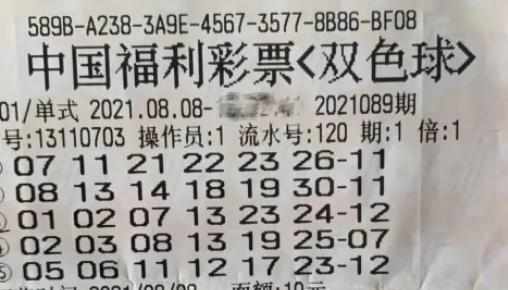 589B-A238-3A9E-4567-3577-8B86-BF08
中国福利彩票<双色球>
01/单式 2021.08.08- 2021089期
号:13110703 操作员:1 流水号:120 期:1 倍:1
07 11 21 22 23 26-11
08 13 14 18 19 30-11
01 02 07 13 23 24-12
④ 02 03 08 13 19 25-07
⑤ 05 06 11 12 17 23-12